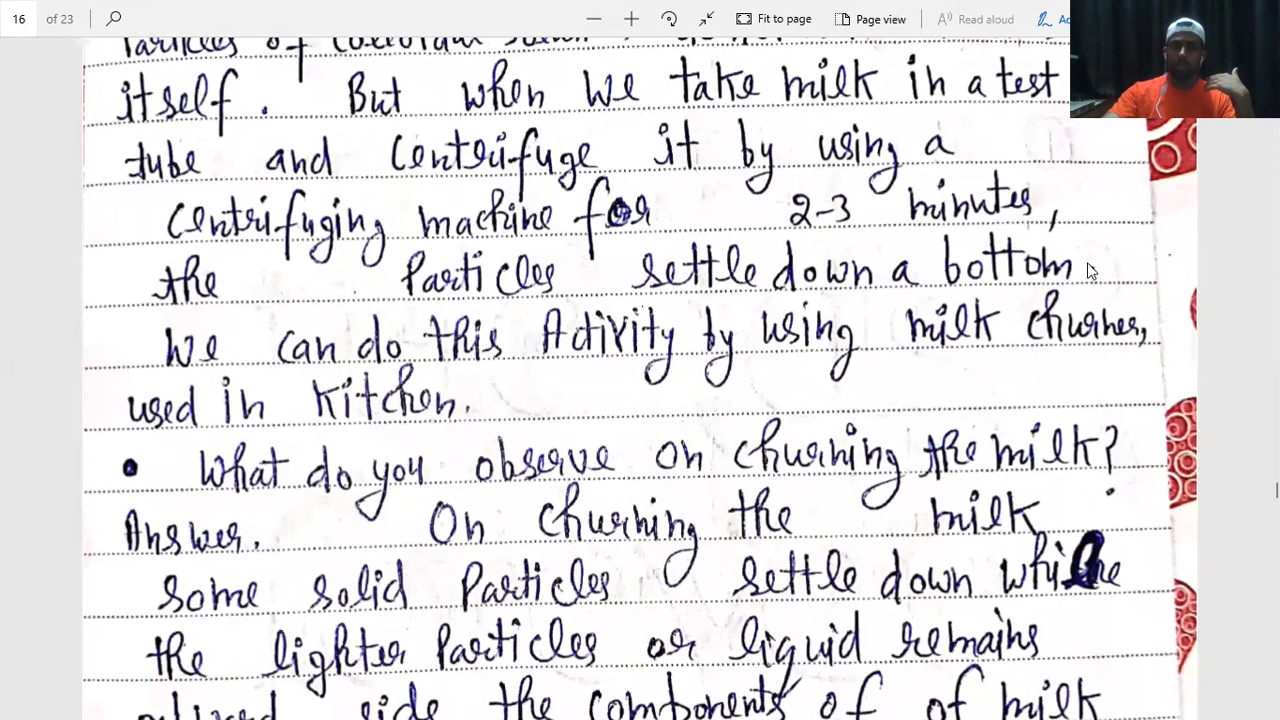 16 of 23 Fit to page Page view Read aloud
Particles of
itself. But when we take milk in a test
tube and centrifuge it by using a
centrifuging machine for 2-3 minutes,
the Particles settle down a bottom
We can do this Activity by using milk churner,
used in Kitchen.
• What do you observe on churning the milk?
Answer. On churning the milk
some solid Particles settle down while
the lighter Particles or liquid remains
side the components of of milk